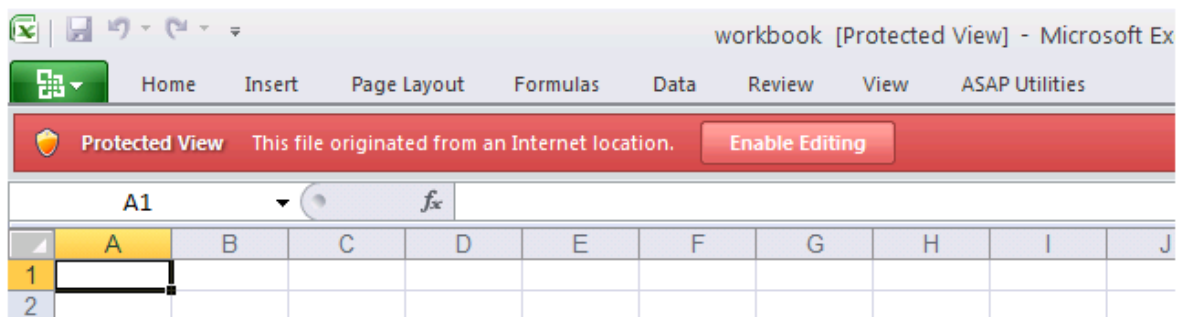 workbook [Protected View] - Microsoft Ex
Home Insert Page Layout Formulas Data Review View ASAP Utilities
Protected View This file originated from an Internet location. Enable Editing
A1 fx
A B C D E F G H I J
1
2